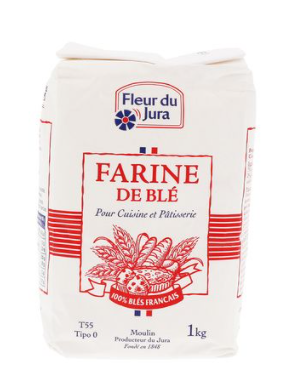 Fleur du
Jura
FARINE
DE BLÉ
Pour Cuisine et Pâtisserie
100% BLÉS FRANÇAIS
T55
Tipo 0
Moulin
Producteur du Jura
Fondé en 1848
1kg